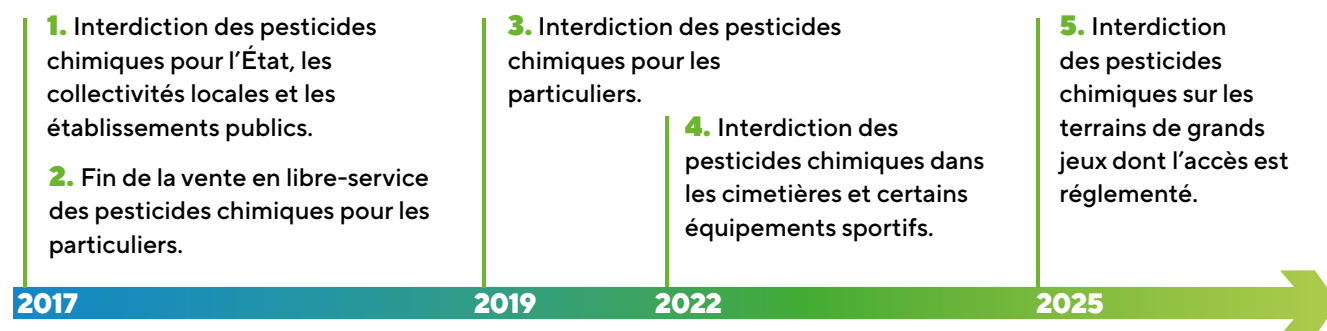 1. Interdiction des pesticides
chimiques pour l'État, les
collectivités locales et les
établissements publics.
2. Fin de la vente en libre-service
des pesticides chimiques pour les
particuliers.
3. Interdiction des pesticides
chimiques pour les
particuliers.
4. Interdiction des
pesticides chimiques dans
les cimetières et certains
équipements sportifs.
5. Interdiction
des pesticides
chimiques sur les
terrains de grands
jeux dont l'accès est
réglementé.
2017
2019
2022
2025